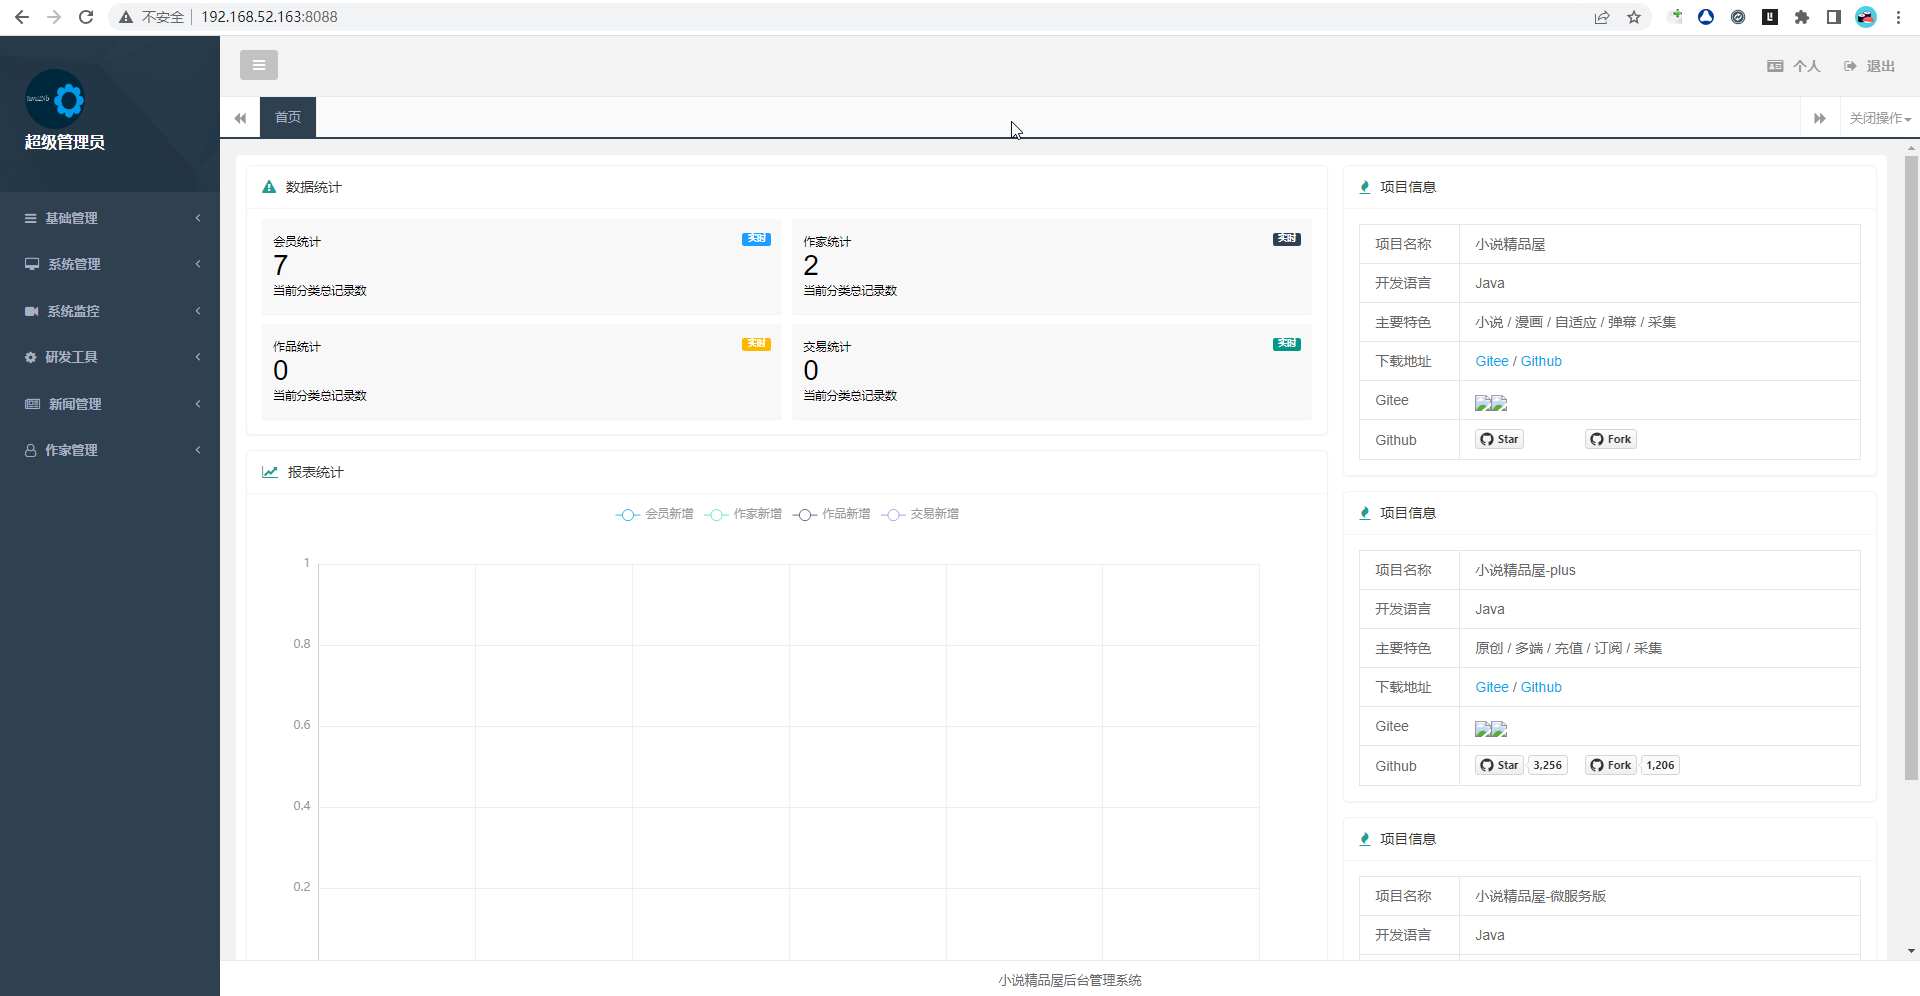 不安全 192.168.52.163:8088
个人 退出
首页
关闭操作
超级管理员
基础管理
系统管理
系统监控
研发工具
新闻管理
作家管理
数据统计
会员统计 实时
7
当前分类总记录数
作家统计 实时
2
当前分类总记录数
作品统计 实时
0
当前分类总记录数
交易统计 实时
0
当前分类总记录数
报表统计
会员新增 作家新增 作品新增 交易新增
1
0.8
0.6
0.4
0.2
项目信息
项目名称 小说精品屋
开发语言 Java
主要特色 小说 / 漫画 / 自适应 / 弹幕 / 采集
下载地址 Gitee / Github
Gitee
Github Star Fork
项目信息
项目名称 小说精品屋-plus
开发语言 Java
主要特色 原创 / 多端 / 充值 / 订阅 / 采集
下载地址 Gitee / Github
Gitee
Github Star 3,256 Fork 1,206
项目信息
项目名称 小说精品屋-微服务版
开发语言 Java
小说精品屋后台管理系统